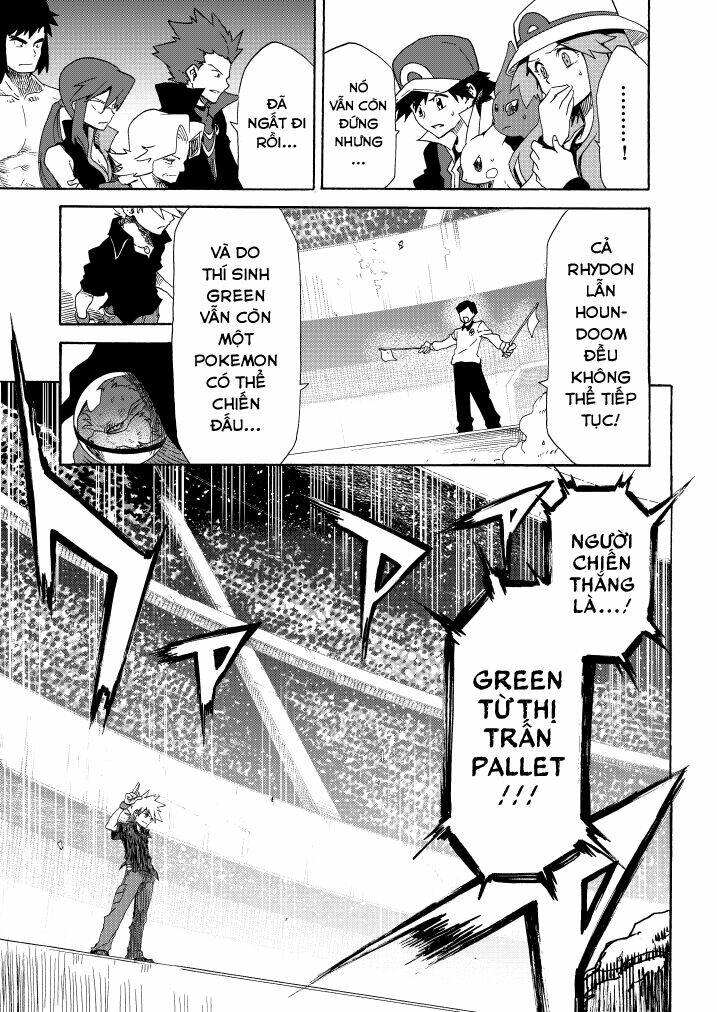 .........!
NÓ
VẪN CÒN
ĐỨNG
NHƯNG
...
ĐÃ
NGẤT ĐI
RỒI...
CẢ
RHYDON
LẪN
HOUN-
DOOM
ĐỀU
KHÔNG
THỂ TIẾP
TỤC!
VÀ DO
THÍ SINH
GREEN
VẪN CÒN
MỘT
POKEMON
CÓ THỂ
CHIẾN
ĐẤU...
NGƯỜI
CHIẾN
THẮNG
LÀ...!
GREEN
TỪ THỊ
TRẤN
PALLET
!!!